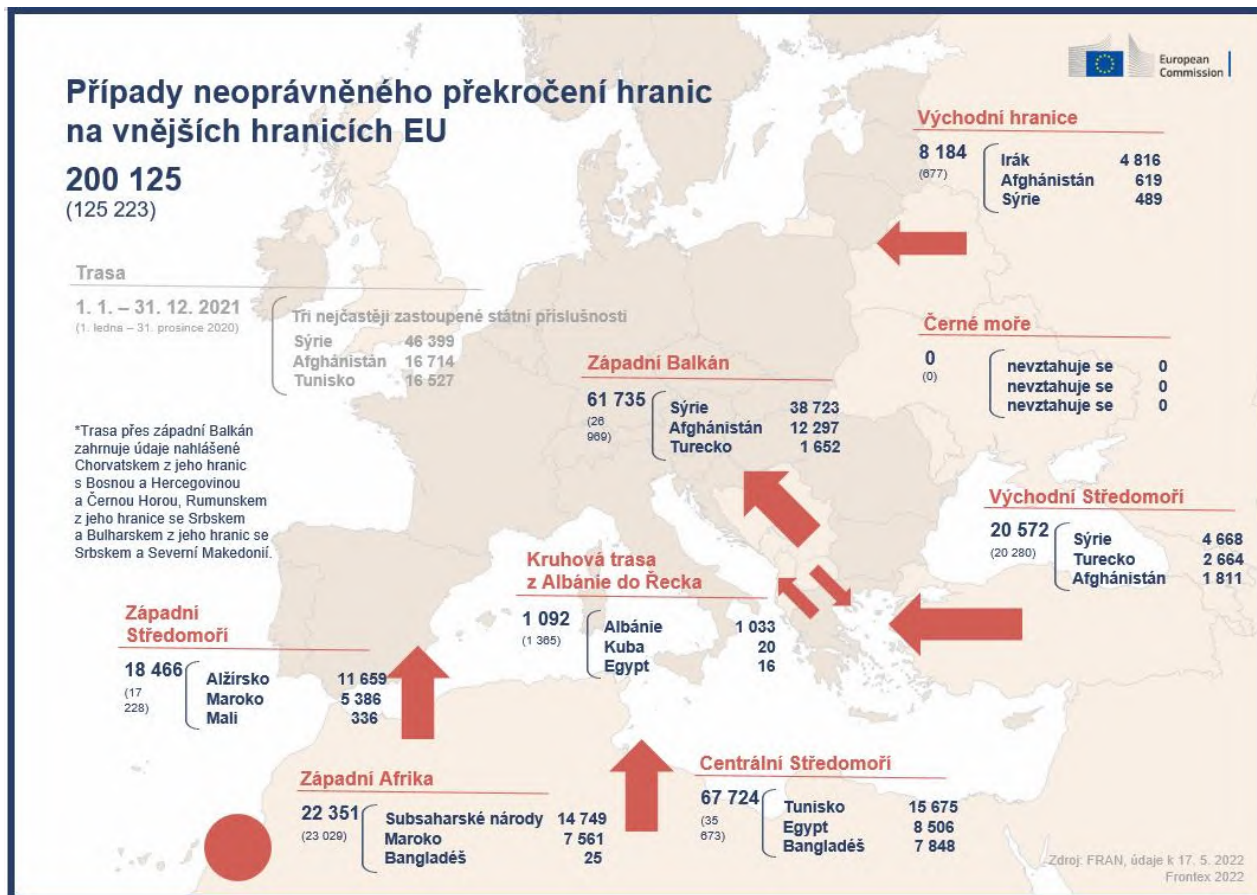 European
Commission
Případy neoprávněného překročení hranic
na vnějších hranicích EU
200 125
(125 223)
Trasa
1. 1. – 31. 12. 2021
(1. ledna – 31. prosince 2020)
Tři nejčastěji zastoupené státní příslušnosti
Sýrie 46 399
Afghánistán 16 714
Tunisko 16 527
*Trasa přes západní Balkán
zahrnuje údaje nahlášené
Chorvatskem z jeho hranic
s Bosnou a Hercegovinou
a Černou Horou, Rumunskem
z jeho hranice se Srbskem
a Bulharskem z jeho hranic se
Srbskem a Severní Makedonií.
Východní hranice
8 184
(677)
Irák 4 816
Afghánistán 619
Sýrie 489
Černé moře
0
(0)
nevztahuje se 0
nevztahuje se 0
nevztahuje se 0
Západní Balkán
61 735
(26
969)
Sýrie 38 723
Afghánistán 12 297
Turecko 1 652
Východní Středomoří
20 572
(20 280)
Sýrie 4 668
Turecko 2 664
Afghánistán 1 811
Kruhová trasa
z Albánie do Řecka
1 092
(1 365)
Albánie 1 033
Kuba 20
Egypt 16
Západní
Středomoří
18 466
(17
228)
Alžírsko 11 659
Maroko 5 386
Mali 336
Západní Afrika
22 351
(23 029)
Subsaharské národy 14 749
Maroko 7 561
Bangladéš 25
Centrální Středomoří
67 724
(35
673)
Tunisko 15 675
Egypt 8 506
Bangladéš 7 848
Zdroj: FRAN, údaje k 17. 5. 2022
Frontex 2022